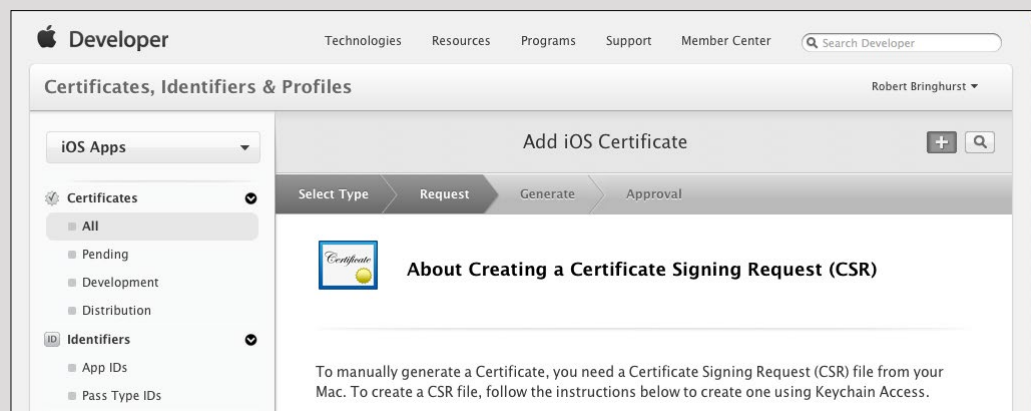 Developer
Technologies Resources Programs Support Member Center Search Developer
Certificates, Identifiers & Profiles
Robert Bringhurst
iOS Apps
Add iOS Certificate
Select Type Request Generate Approval
Certificates
All
Pending
Development
Distribution
ID Identifiers
App IDs
Pass Type IDs
Certificate
About Creating a Certificate Signing Request (CSR)
To manually generate a Certificate, you need a Certificate Signing Request (CSR) file from your
Mac. To create a CSR file, follow the instructions below to create one using Keychain Access.